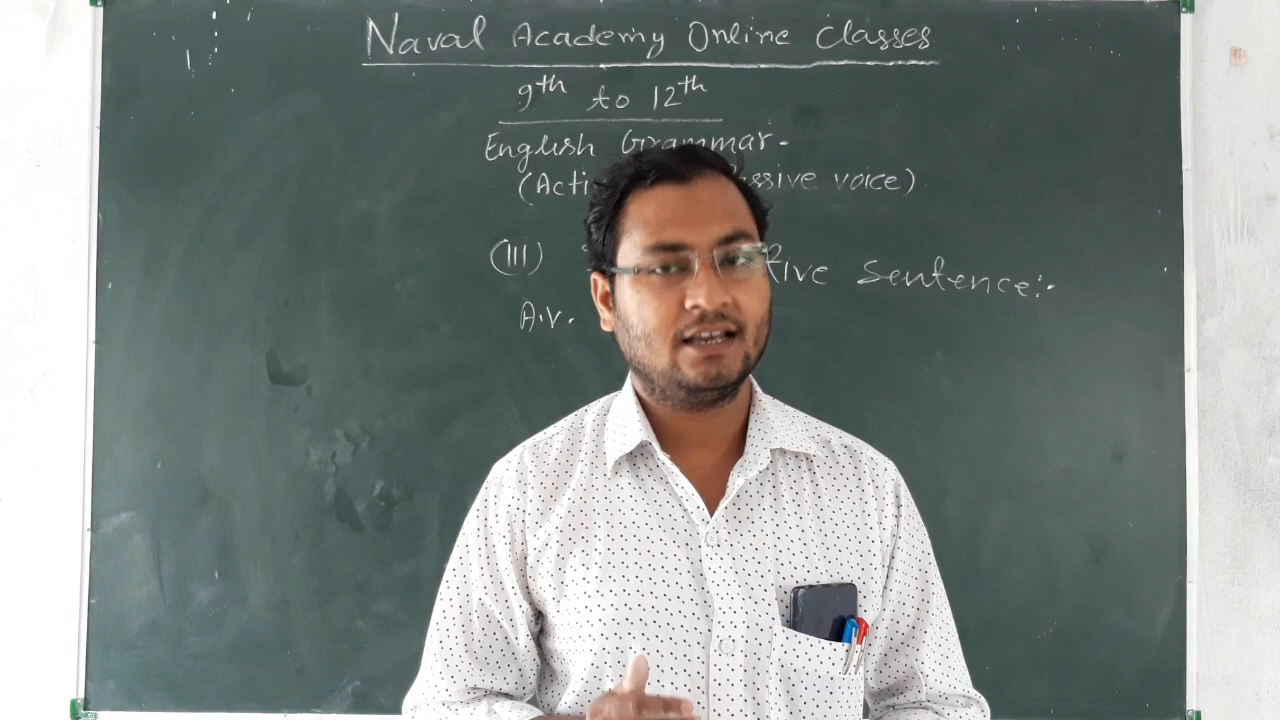 Naval Academy Online Classes
9th to 12th
English Grammar.
(Acti ssive voice)
(III) tive Sentence:-
A.V.